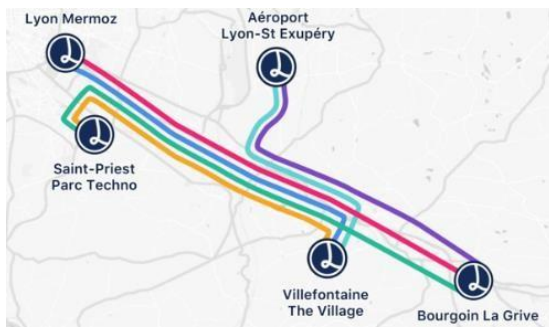 Lyon Mermoz
Aéroport
Lyon-St Exupéry
Saint-Priest
Parc Techno
Villefontaine
The Village
Bourgoin La Grive